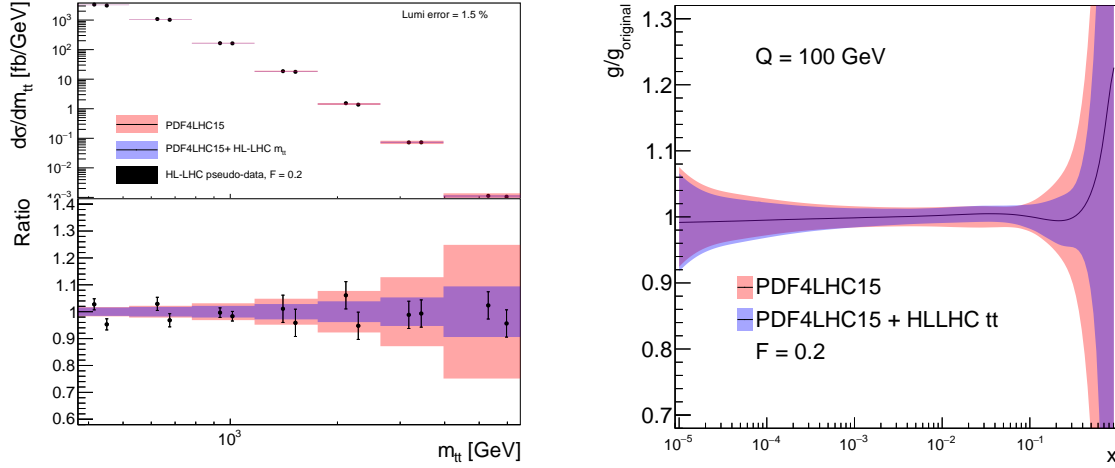 dσ/dm_tt [fb/GeV]
10³
10²
10
1
10⁻¹
10⁻²
10⁻³
Lumi error = 1.5 %
PDF4LHC15
PDF4LHC15+ HL-LHC m_tt
HL-LHC pseudo-data, F = 0.2
Ratio
1.4
1.3
1.2
1.1
1.0
0.9
0.8
0.7
0.6
10³
m_tt [GeV]
g/g_original
1.3
1.2
1.1
1
0.9
0.8
0.7
Q = 100 GeV
PDF4LHC15
PDF4LHC15 + HLLHC tt
F = 0.2
10⁻⁵
10⁻⁴
10⁻³
10⁻²
10⁻¹
x